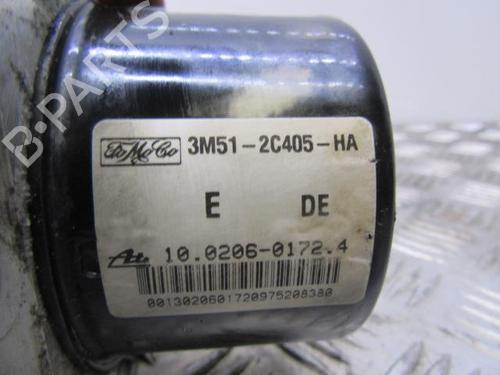 B-PARTS
FoMoCo 3M51-2C405-HA
E DE
Ate 10.0206-0172.4
0013020601720975208380